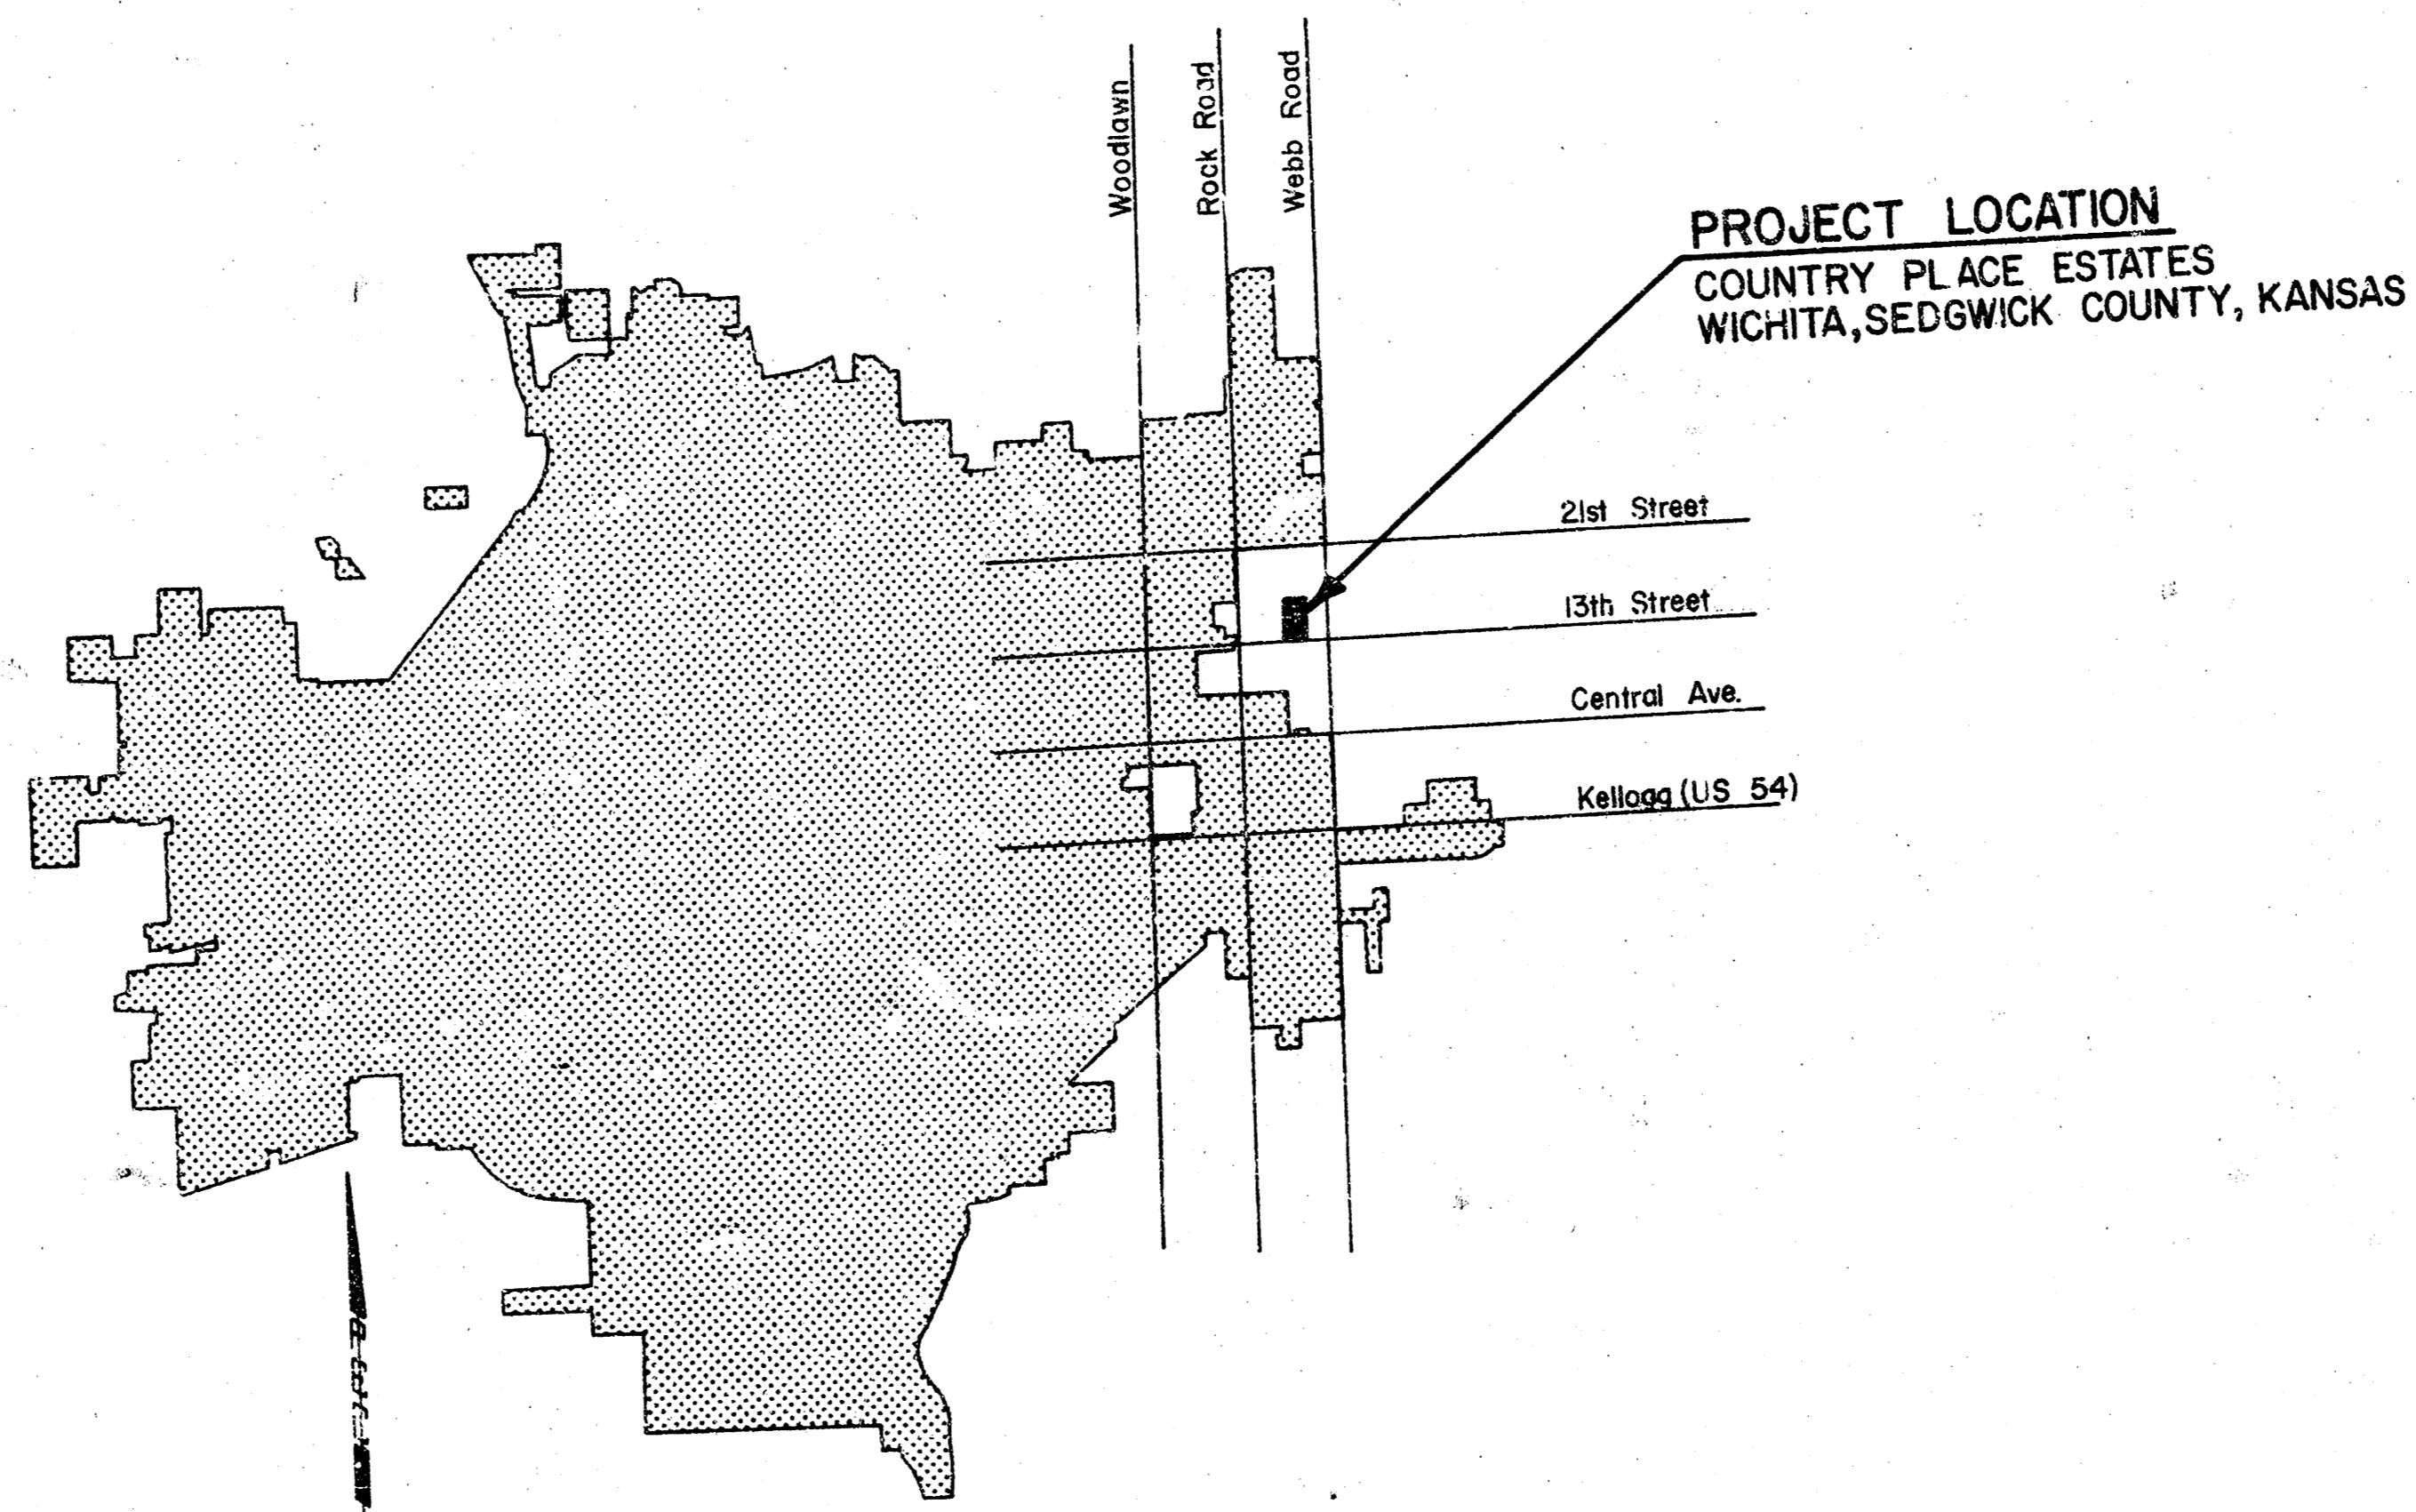 Woodlawn
Rock Road
Webb Road
PROJECT LOCATION
COUNTRY PLACE ESTATES
WICHITA, SEDGWICK COUNTY, KANSAS
21st Street
13th Street
Central Ave.
Kellogg (US 54)